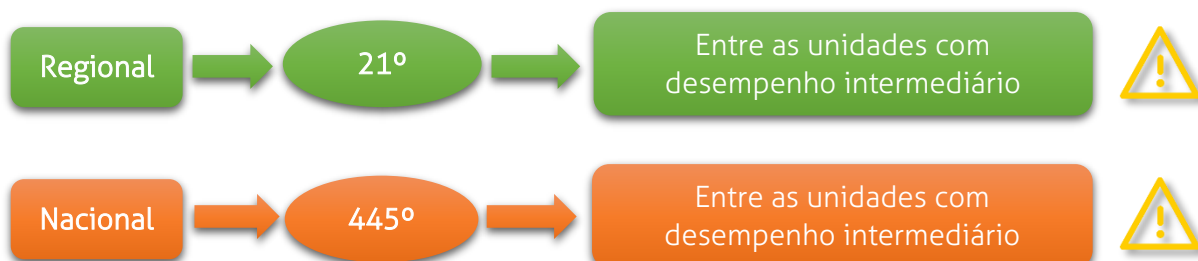 Regional
21º
Entre as unidades com
desempenho intermediário
Nacional
445º
Entre as unidades com
desempenho intermediário